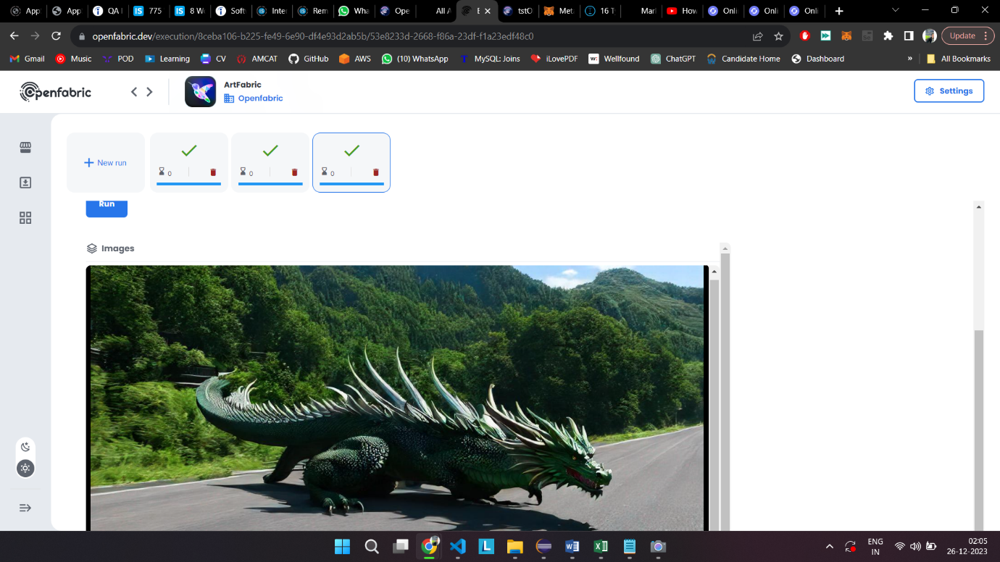 App
App
QA
775
8 W
Soft
Inte
Rem
Wha
Ope
All A
E
tstO
Met
16 T
Mar
How
Onli
Onli
Onli
openfabric.dev/execution/8ceba106-b225-fe49-6e90-df4e93d2ab5b/53e8233d-2668-f86a-23df-f1a23edf48c0
Update
Gmail
Music
POD
Learning
CV
AMCAT
GitHub
AWS
(10) WhatsApp
MySQL: Joins
iLovePDF
Wellfound
ChatGPT
Candidate Home
Dashboard
»
All Bookmarks
Openfabric
ArtFabric
Openfabric
Settings
+ New run
0
0
0
Run
Images
ENG
IN
02:05
26-12-2023